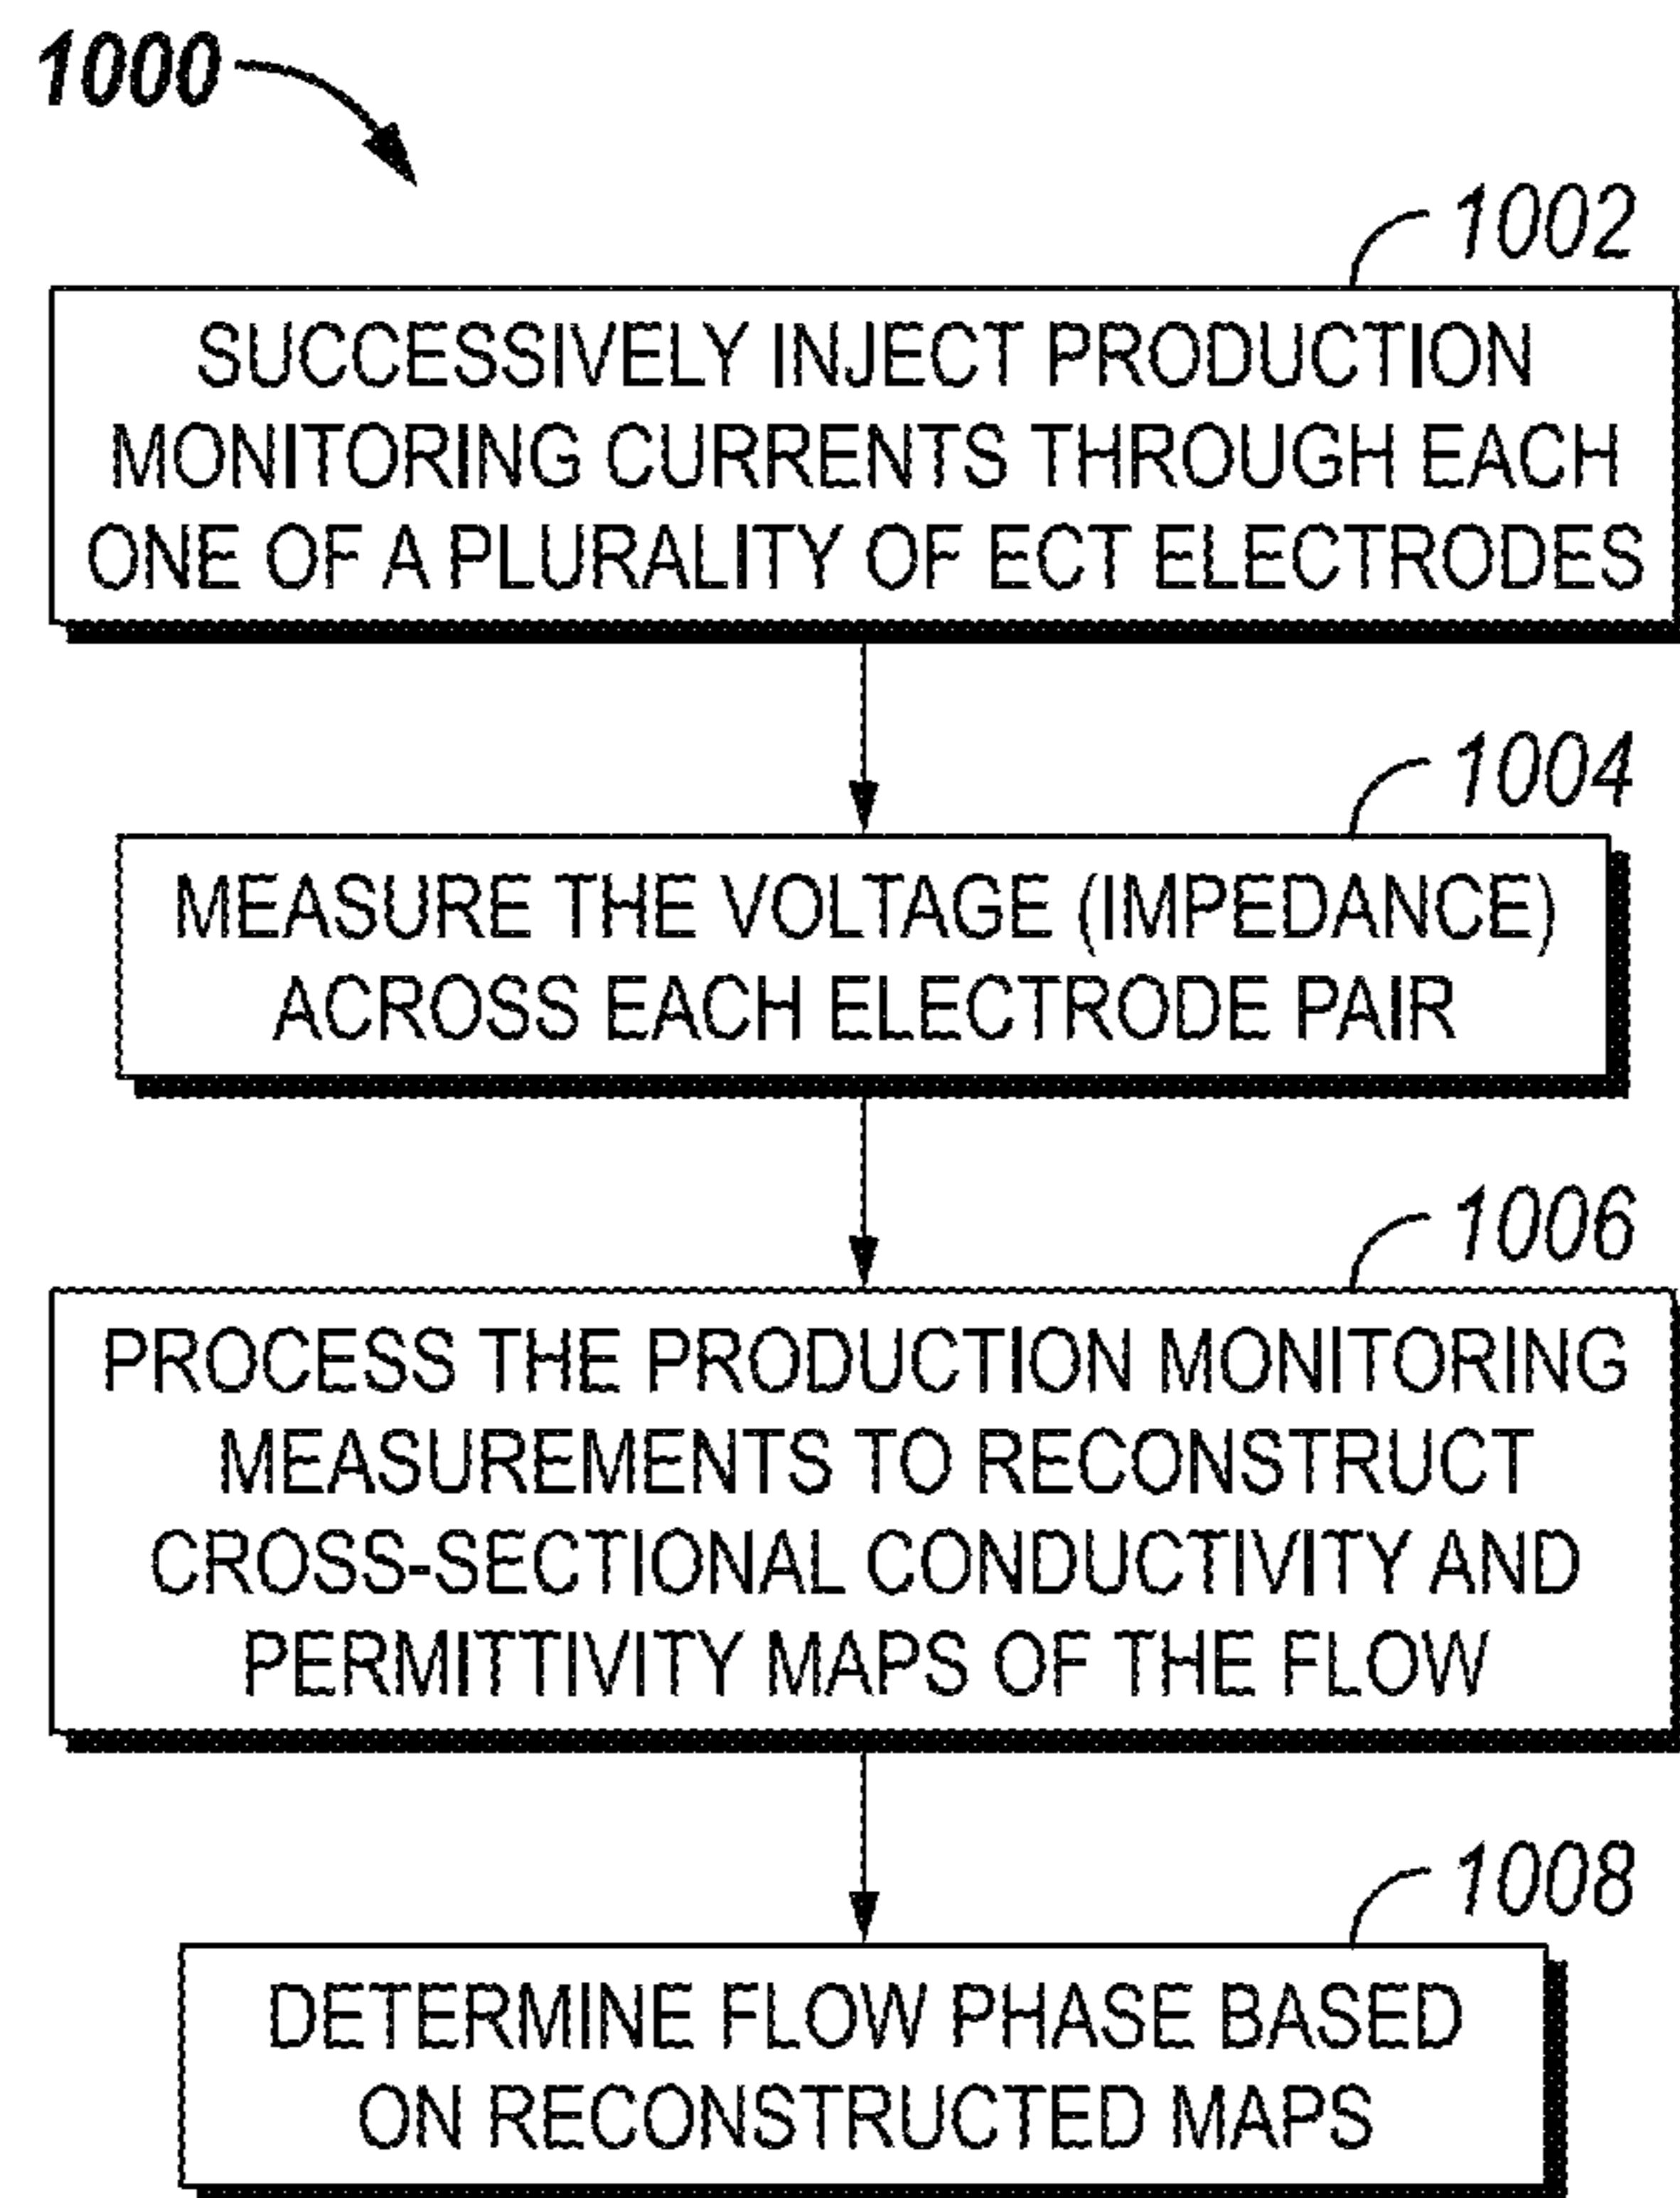 1000
1002
SUCCESSIVELY INJECT PRODUCTION
MONITORING CURRENTS THROUGH EACH
ONE OF A PLURALITY OF ECT ELECTRODES
1004
MEASURE THE VOLTAGE (IMPEDANCE)
ACROSS EACH ELECTRODE PAIR
1006
PROCESS THE PRODUCTION MONITORING
MEASUREMENTS TO RECONSTRUCT
CROSS-SECTIONAL CONDUCTIVITY AND
PERMITTIVITY MAPS OF THE FLOW
1008
DETERMINE FLOW PHASE BASED
ON RECONSTRUCTED MAPS